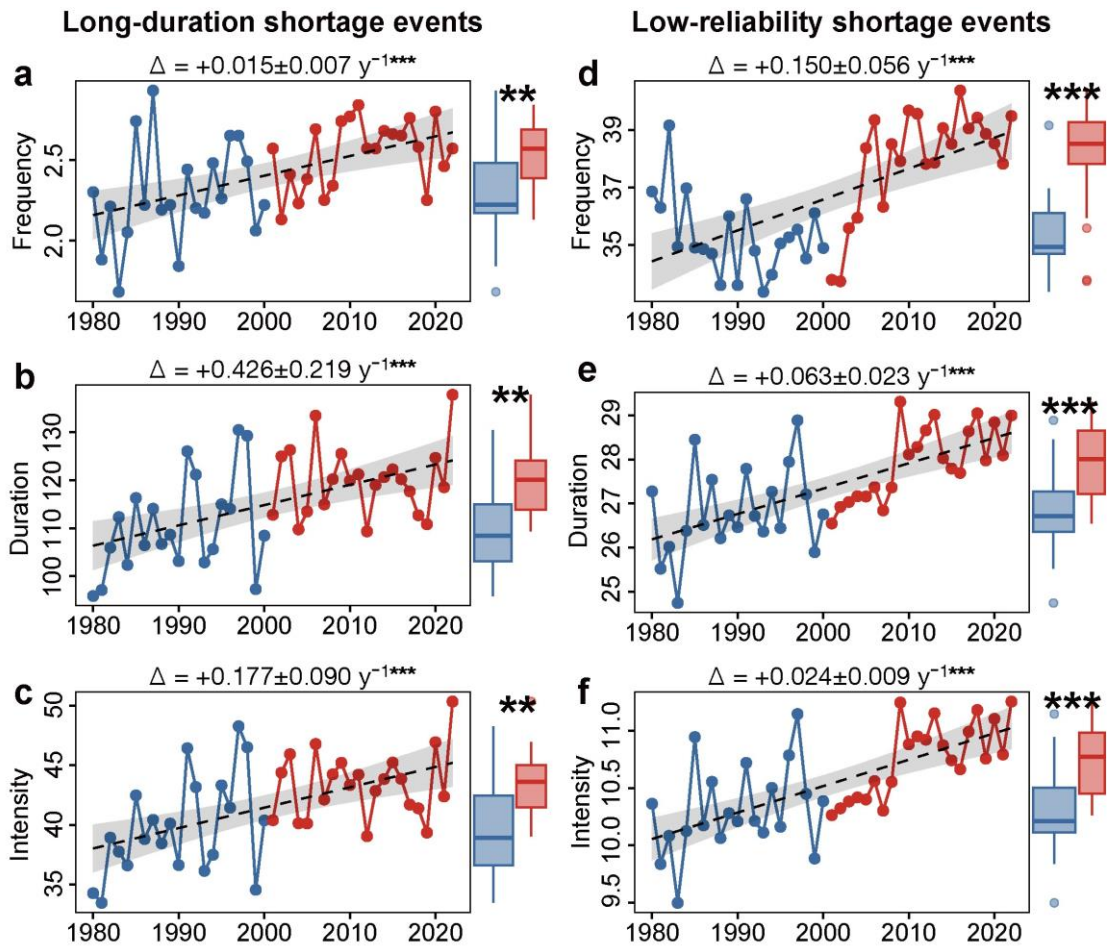 Long-duration shortage events
Low-reliability shortage events
a
Δ = +0.015±0.007 y⁻¹***
Frequency
2.5
2.0
1980 1990 2000 2010 2020
**
d
Δ = +0.150±0.056 y⁻¹***
Frequency
39
37
35
1980 1990 2000 2010 2020
***
b
Δ = +0.426±0.219 y⁻¹***
Duration
130
120
110
100
1980 1990 2000 2010 2020
**
e
Δ = +0.063±0.023 y⁻¹***
Duration
29
28
27
26
25
1980 1990 2000 2010 2020
***
c
Δ = +0.177±0.090 y⁻¹***
Intensity
50
45
40
35
1980 1990 2000 2010 2020
**
f
Δ = +0.024±0.009 y⁻¹***
Intensity
11.0
10.5
10.0
9.5
1980 1990 2000 2010 2020
***